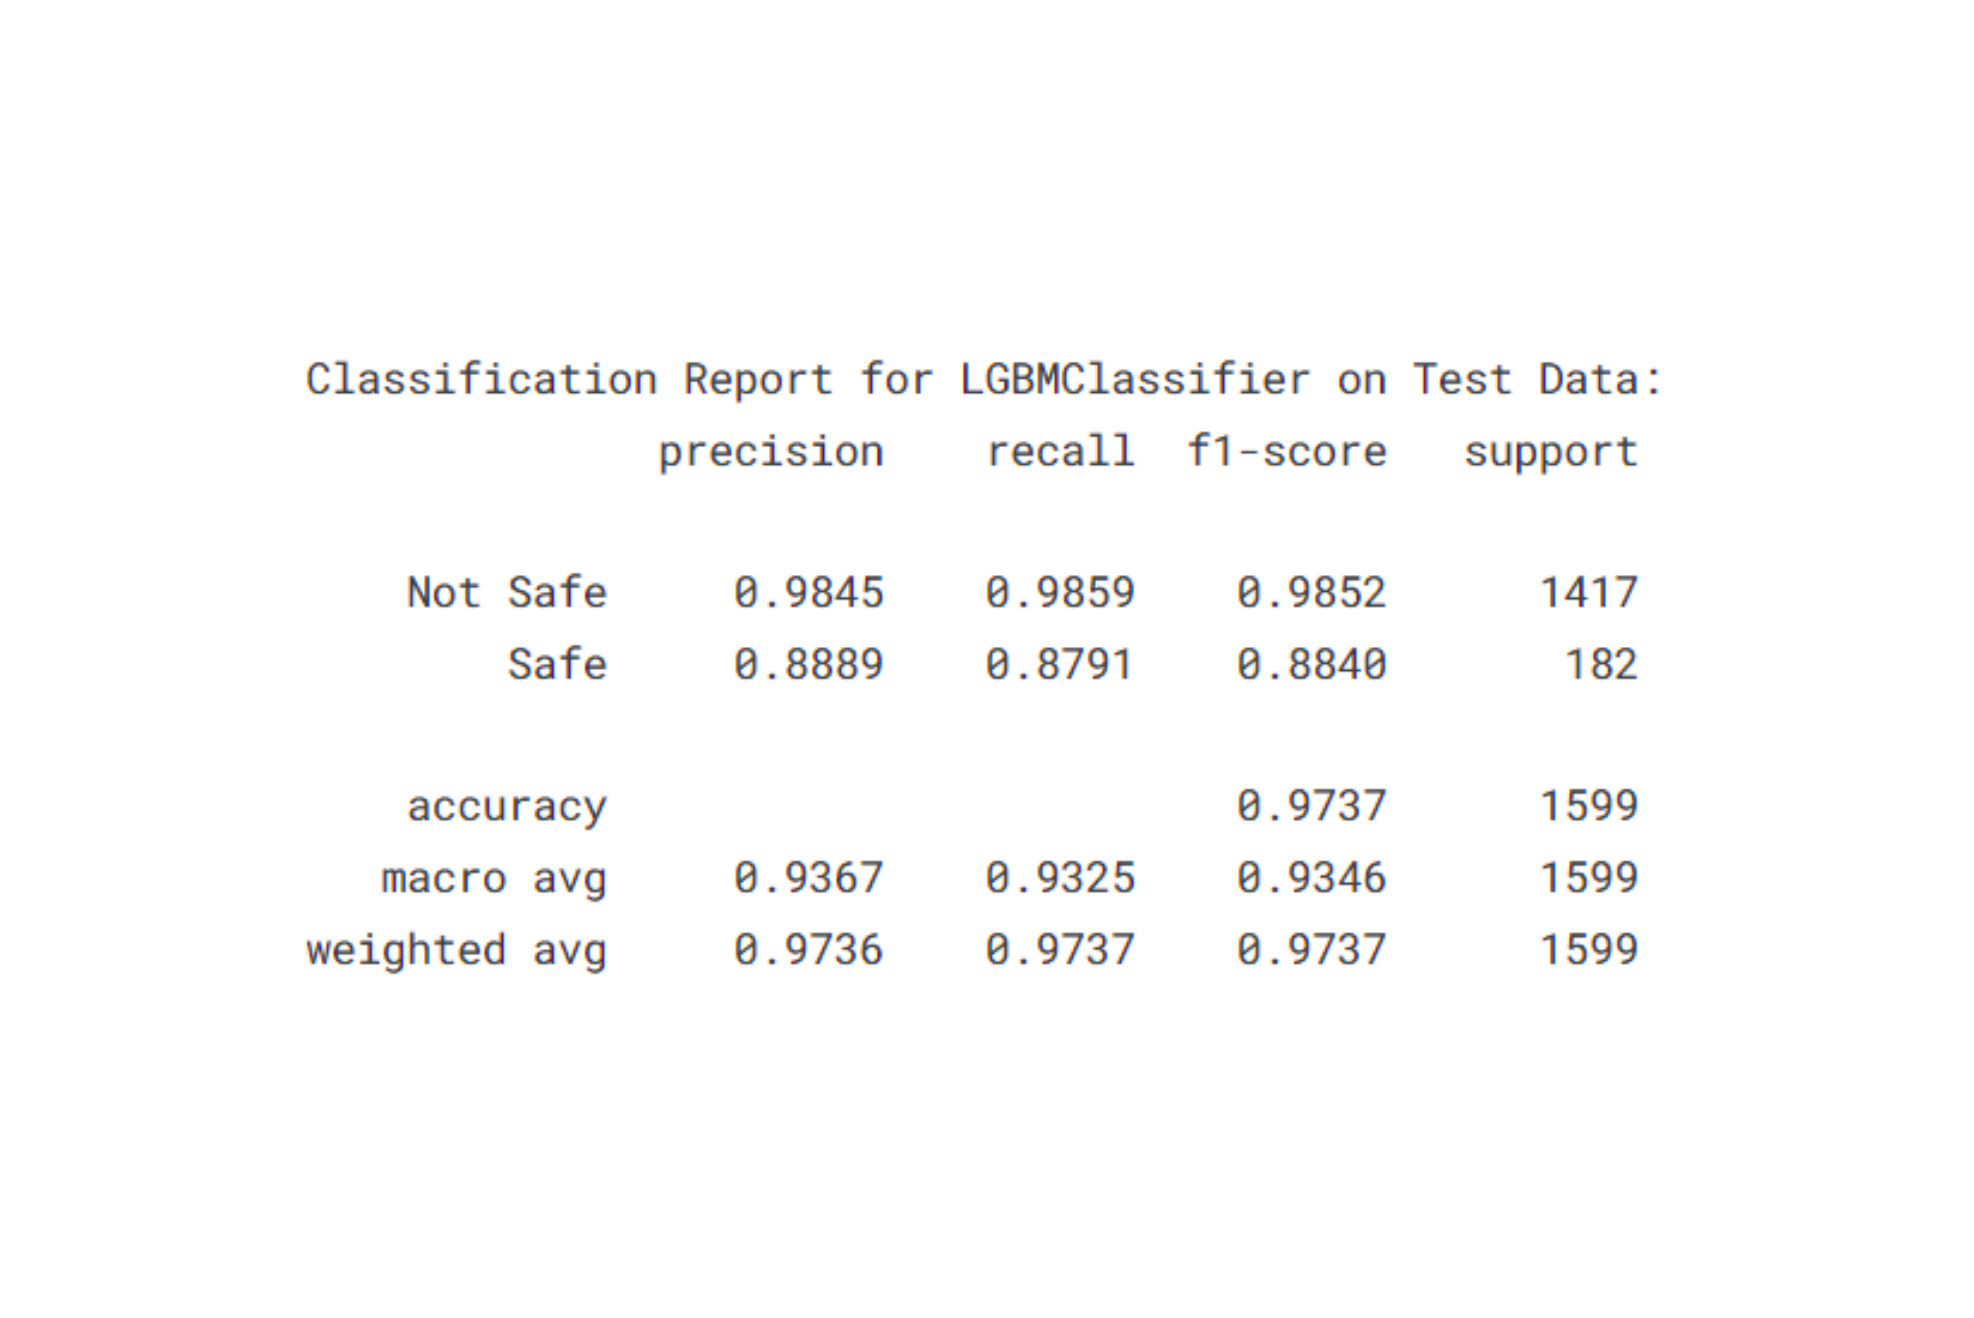 Classification Report for LGBMClassifier on Test Data:
precision recall f1-score support
Not Safe 0.9845 0.9859 0.9852 1417
Safe 0.8889 0.8791 0.8840 182
accuracy 0.9737 1599
macro avg 0.9367 0.9325 0.9346 1599
weighted avg 0.9736 0.9737 0.9737 1599